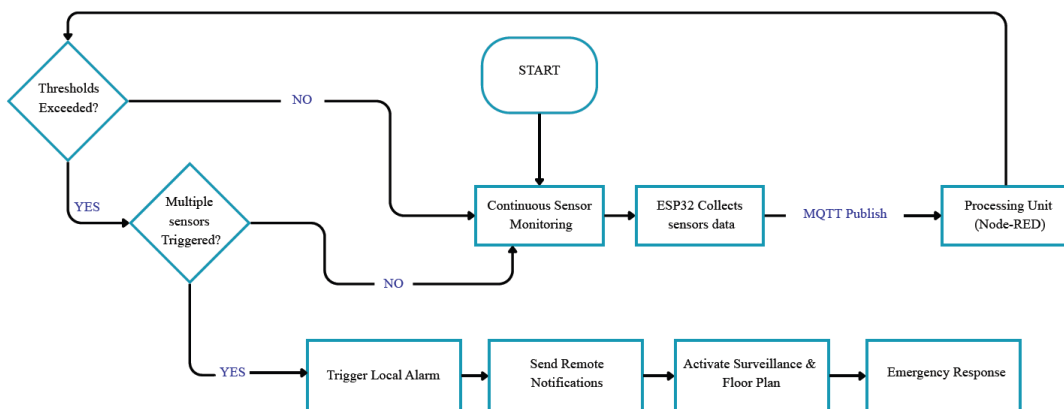 START
Thresholds
Exceeded?
NO
YES
Multiple
sensors
Triggered?
Continuous Sensor
Monitoring
ESP32 Collects
sensors data
MQTT Publish
Processing Unit
(Node-RED)
NO
YES
Trigger Local Alarm
Send Remote
Notifications
Activate Surveillance &
Floor Plan
Emergency Response